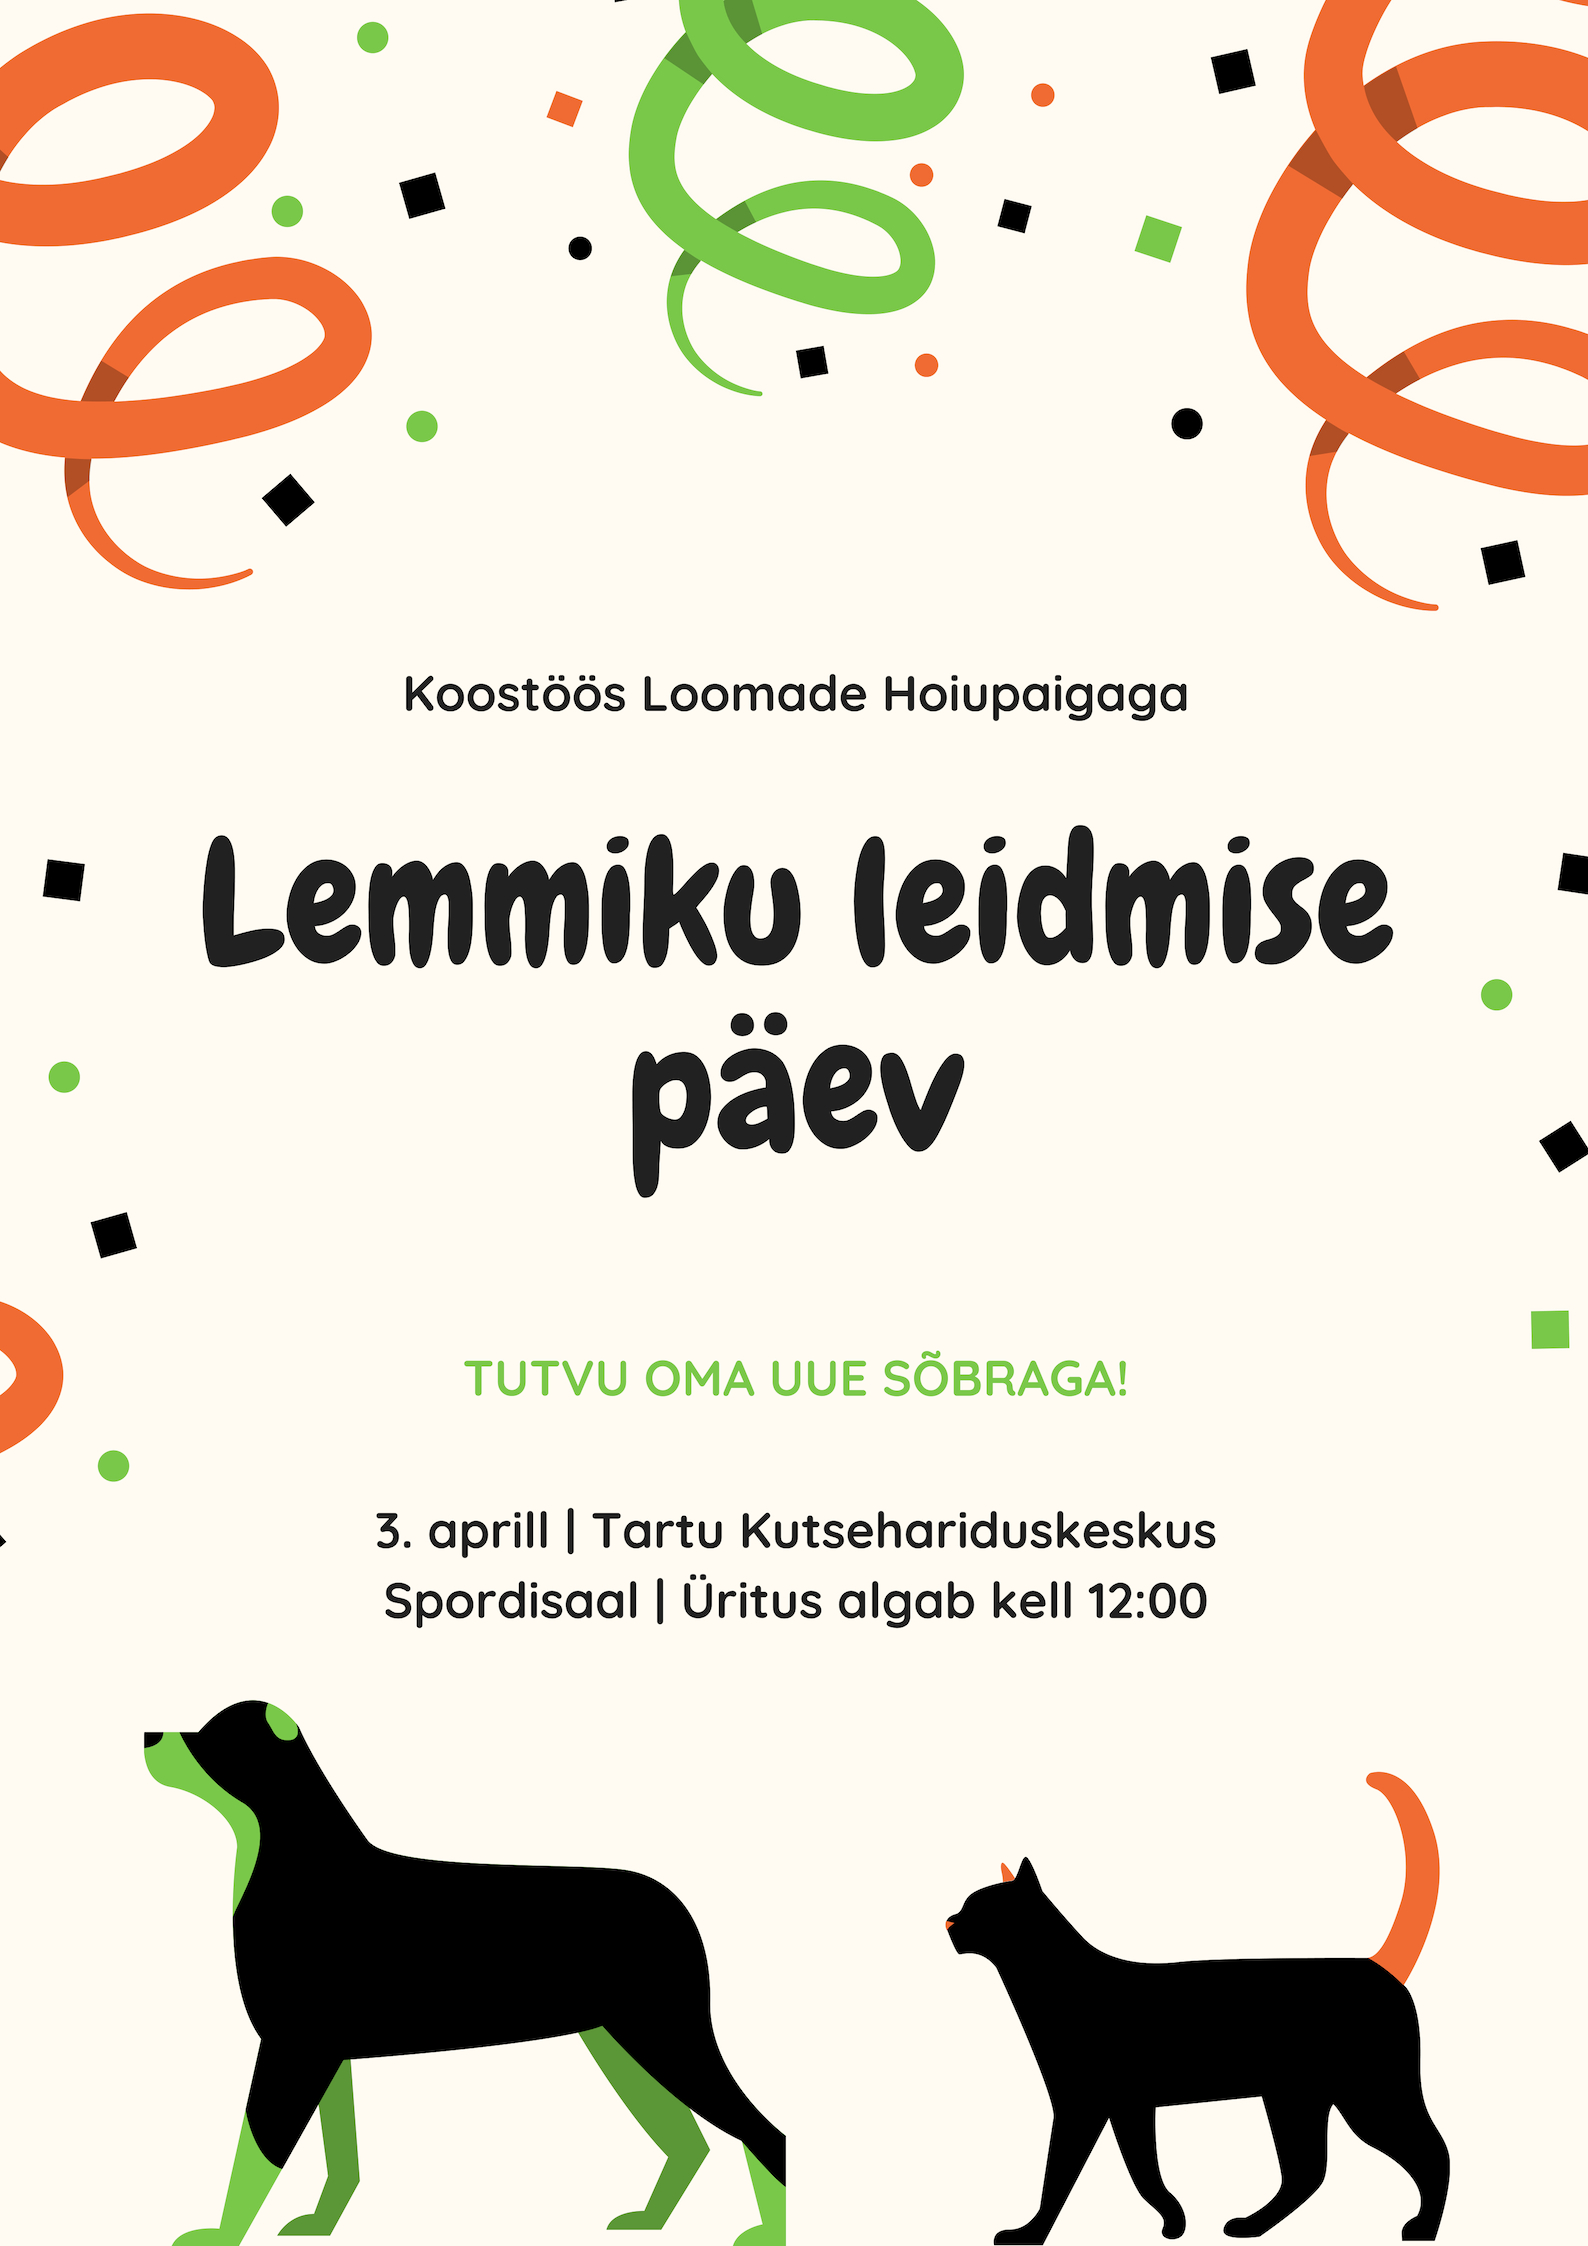 Koostöös Loomade Hoiupaigaga
Lemmiku leidmise
päev
TUTVU OMA UUE SÕBRAGA!
3. aprill | Tartu Kutsehariduskeskus
Spordisaal | Üritus algab kell 12:00